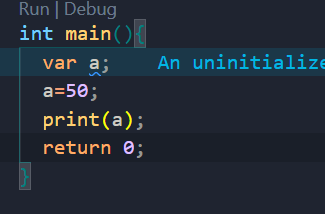 Run | Debug
int main(){
var a; An uninitialize
a=50;
print(a);
return 0;
}